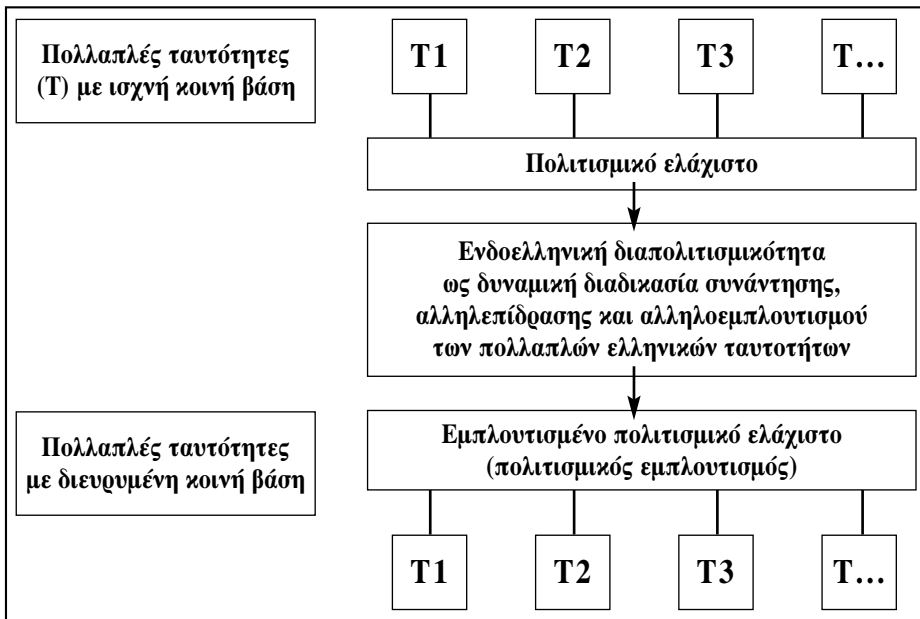 Πολλαπλές ταυτότητες
(Τ) με ισχνή κοινή βάση
Τ1 Τ2 Τ3 Τ...
Πολιτισμικό ελάχιστο
Ενδοελληνική διαπολιτισμικότητα
ως δυναμική διαδικασία συνάντησης,
αλληλεπίδρασης και αλληλοεμπλουτισμού
των πολλαπλών ελληνικών ταυτοτήτων
Πολλαπλές ταυτότητες
με διευρυμένη κοινή βάση
Εμπλουτισμένο πολιτισμικό ελάχιστο
(πολιτισμικός εμπλουτισμός)
Τ1 Τ2 Τ3 Τ...